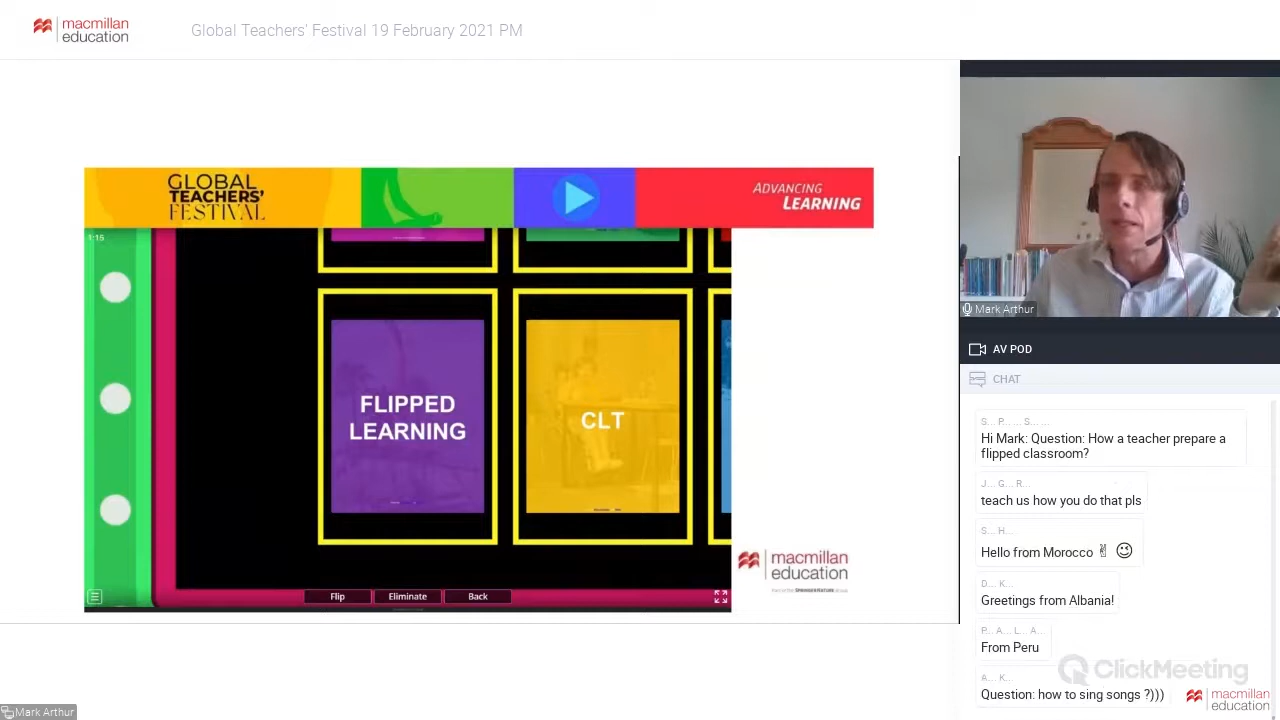 macmillan
education
Global Teachers' Festival 19 February 2021 PM
GLOBAL
TEACHERS'
FESTIVAL
ADVANCING
LEARNING
1:15
FLIPPED
LEARNING
CLT
Flip
Eliminate
Back
macmillan
education
Mark Arthur
AV POD
CHAT
S... P... ... S... ...
Hi Mark: Question: How a teacher prepare a
flipped classroom?
J... G... R...
teach us how you do that pls
S... H...
Hello from Morocco ✌ 😉
D... K...
Greetings from Albania!
P... A... L... A...
From Peru
ClickMeeting
A... K...
Question: how to sing songs ?)))
macmillan
education
Mark Arthur